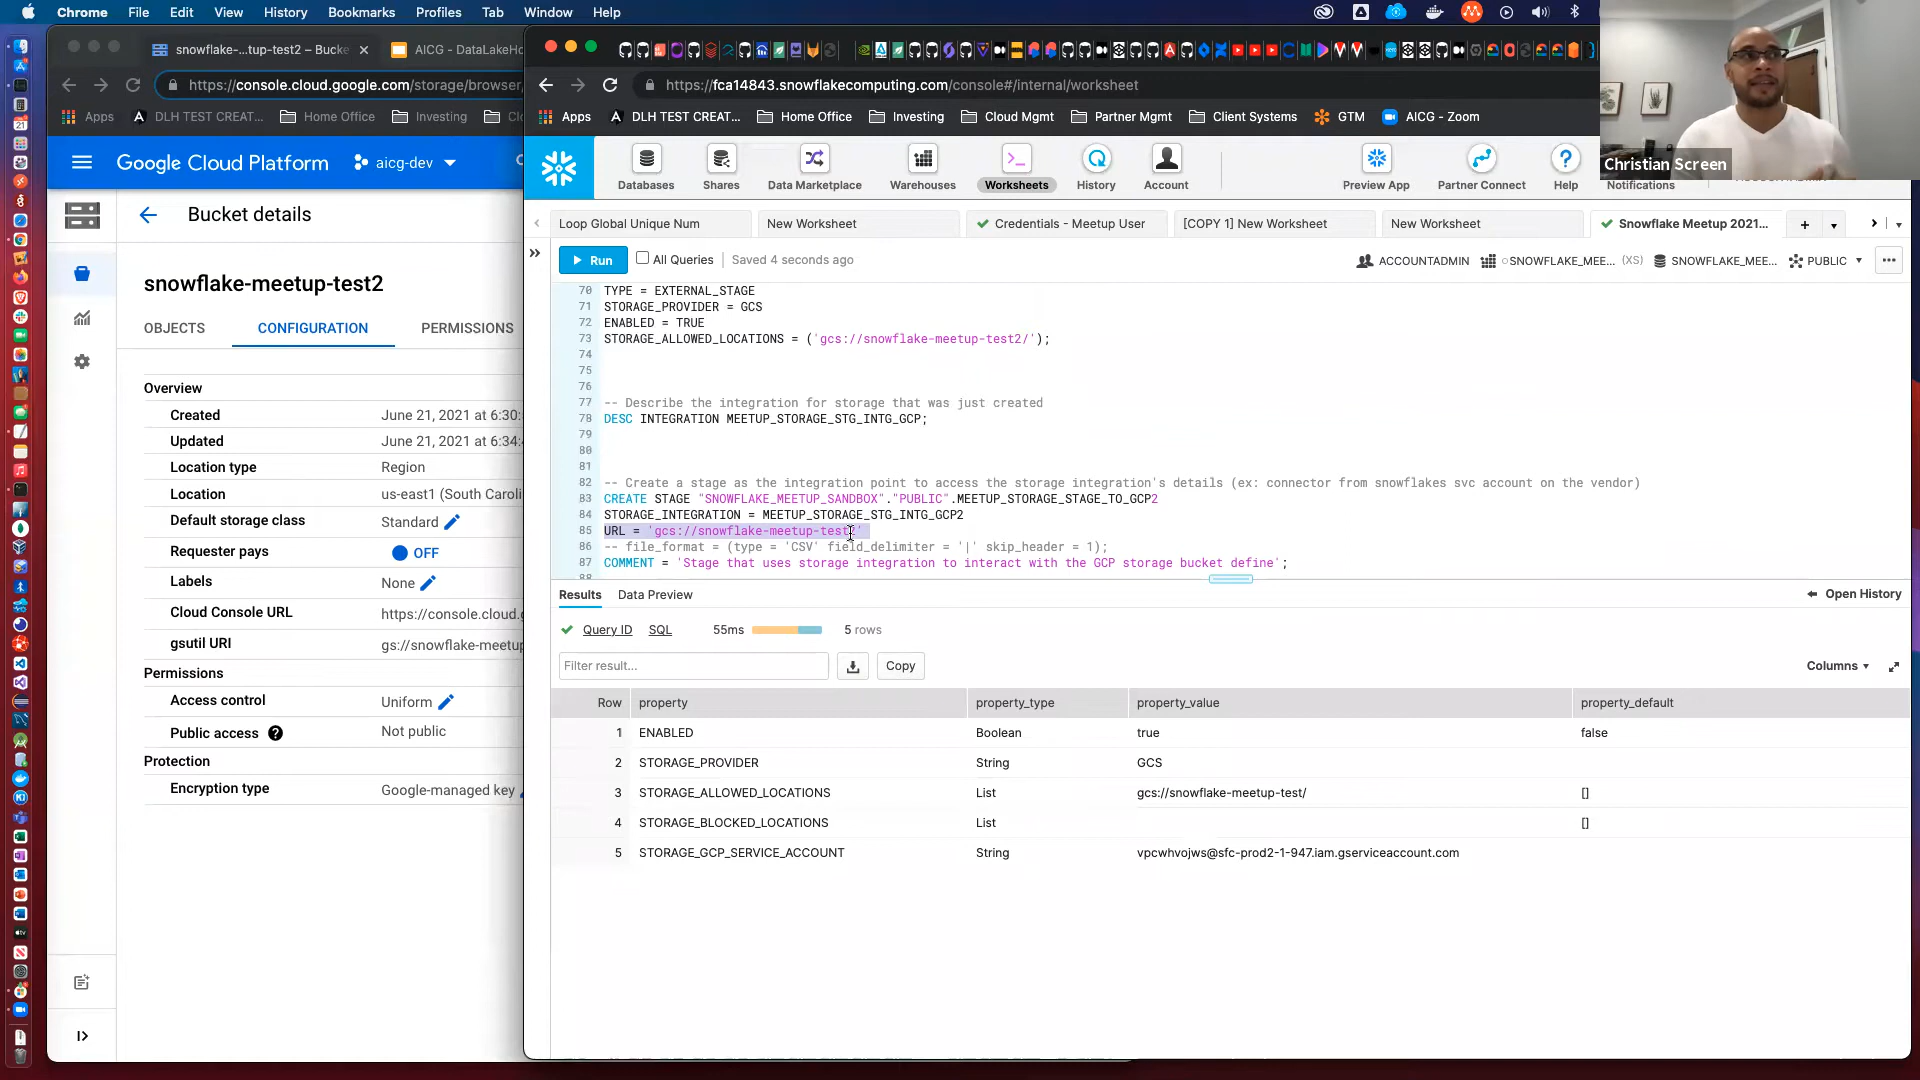 Chrome File Edit View History Bookmarks Profiles Tab Window Help
snowflake-...tup-test2 – Bucke
AICG - DataLakeHo
https://console.cloud.google.com/storage/browser/
https://fca14843.snowflakecomputing.com/console#/internal/worksheet
Apps DLH TEST CREAT... Home Office Investing
Apps DLH TEST CREAT... Home Office Investing Cloud Mgmt Partner Mgmt Client Systems GTM AICG - Zoom
Christian Screen
Google Cloud Platform aicg-dev
Databases Shares Data Marketplace Warehouses Worksheets History Account Preview App Partner Connect Help Notifications
Bucket details
Loop Global Unique Num
New Worksheet
Credentials - Meetup User
[COPY 1] New Worksheet
New Worksheet
Snowflake Meetup 2021...
Run All Queries Saved 4 seconds ago
ACCOUNTADMIN SNOWFLAKE_MEE... (XS) SNOWFLAKE_MEE... PUBLIC
snowflake-meetup-test2
OBJECTS CONFIGURATION PERMISSIONS
Overview
Created June 21, 2021 at 6:30:
Updated June 21, 2021 at 6:34:
Location type Region
Location us-east1 (South Caroli
Default storage class Standard
Requester pays OFF
Labels None
Cloud Console URL https://console.cloud.g
gsutil URI gs://snowflake-meetup
Permissions
Access control Uniform
Public access Not public
Protection
Encryption type Google-managed key
70 TYPE = EXTERNAL_STAGE
71 STORAGE_PROVIDER = GCS
72 ENABLED = TRUE
73 STORAGE_ALLOWED_LOCATIONS = ('gcs://snowflake-meetup-test2/');
74
75
76
77 -- Describe the integration for storage that was just created
78 DESC INTEGRATION MEETUP_STORAGE_STG_INTG_GCP;
79
80
81
82 -- Create a stage as the integration point to access the storage integration's details (ex: connector from snowflakes svc account on the vendor)
83 CREATE STAGE "SNOWFLAKE_MEETUP_SANDBOX"."PUBLIC".MEETUP_STORAGE_STAGE_TO_GCP2
84 STORAGE_INTEGRATION = MEETUP_STORAGE_STG_INTG_GCP2
85 URL = 'gcs://snowflake-meetup-test2'
86 -- file_format = (type = 'CSV' field_delimiter = '|' skip_header = 1);
87 COMMENT = 'Stage that uses storage integration to interact with the GCP storage bucket define';
88
Results Data Preview Open History
Query ID SQL 55ms 5 rows
Filter result... Copy Columns
Row property property_type property_value property_default
1 ENABLED Boolean true false
2 STORAGE_PROVIDER String GCS
3 STORAGE_ALLOWED_LOCATIONS List gcs://snowflake-meetup-test/ []
4 STORAGE_BLOCKED_LOCATIONS List []
5 STORAGE_GCP_SERVICE_ACCOUNT String vpcwhvojws@sfc-prod2-1-947.iam.gserviceaccount.com